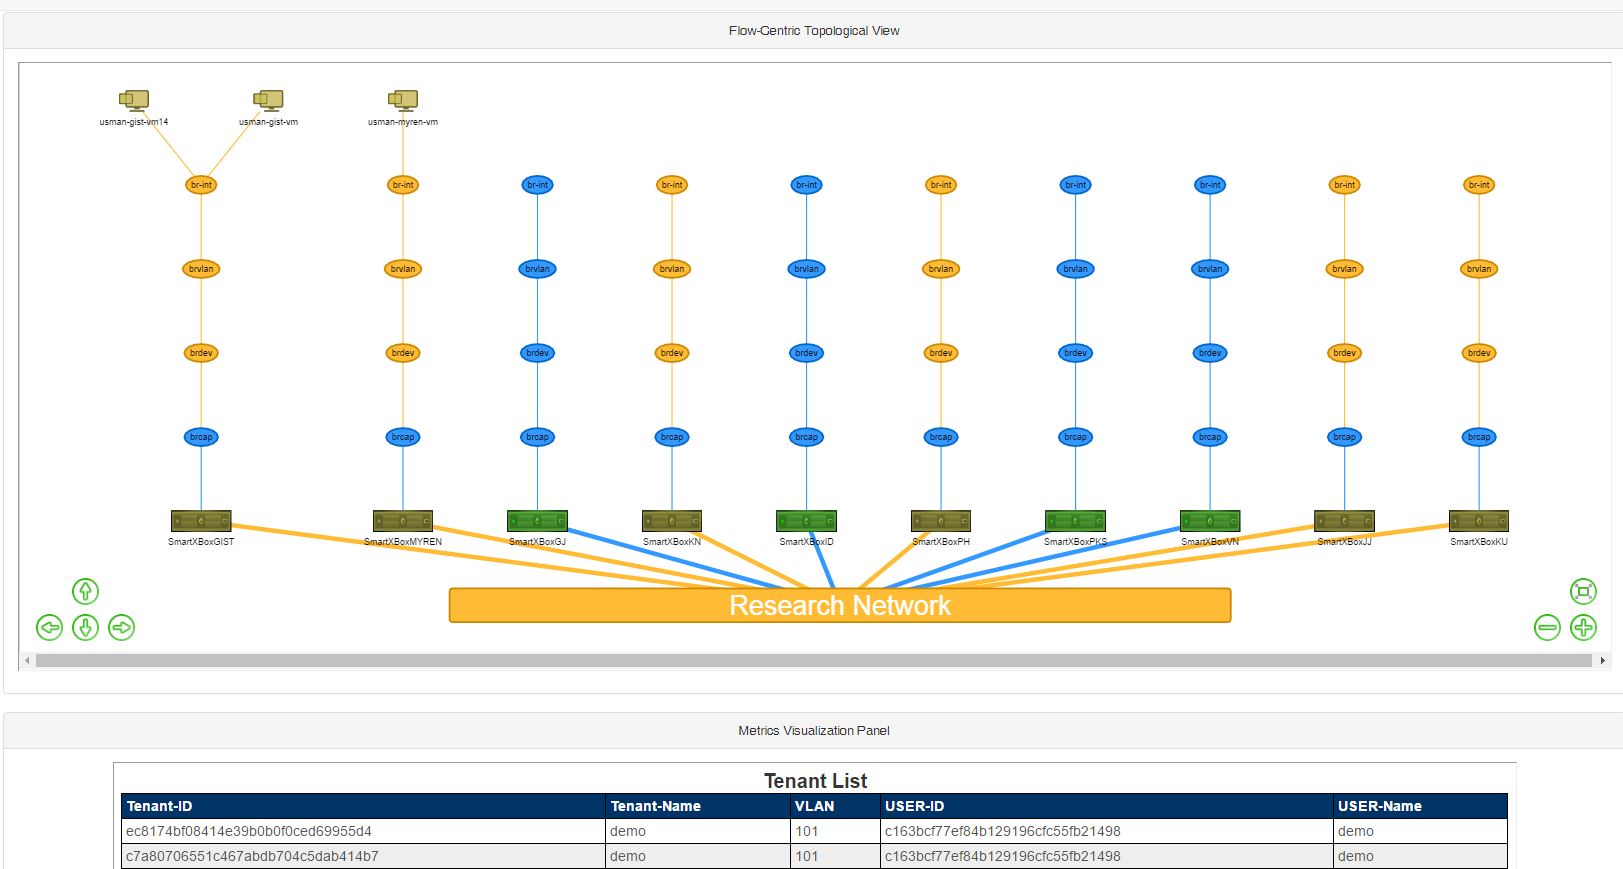 Flow-Centric Topological View
usman-gist-vm14 usman-gist-vm usman-myren-vm
br-int br-int br-int br-int br-int br-int br-int br-int br-int br-int
brvlan brvlan brvlan brvlan brvlan brvlan brvlan brvlan brvlan brvlan
brdev brdev brdev brdev brdev brdev brdev brdev brdev brdev
brcap brcap brcap brcap brcap brcap brcap brcap brcap brcap
SmartXBoxGIST SmartXBoxMYREN SmartXBoxGJ SmartXBoxKN SmartXBoxID SmartXBoxPH SmartXBoxPKS SmartXBoxVN SmartXBoxJJ SmartXBoxKU
Research Network
Metrics Visualization Panel
Tenant List
Tenant-ID Tenant-Name VLAN USER-ID USER-Name
ec8174bf08414e39b0b0f0ced69955d4 demo 101 c163bcf77ef84b129196cfc55fb21498 demo
c7a80706551c467abdb704c5dab414b7 demo 101 c163bcf77ef84b129196cfc55fb21498 demo